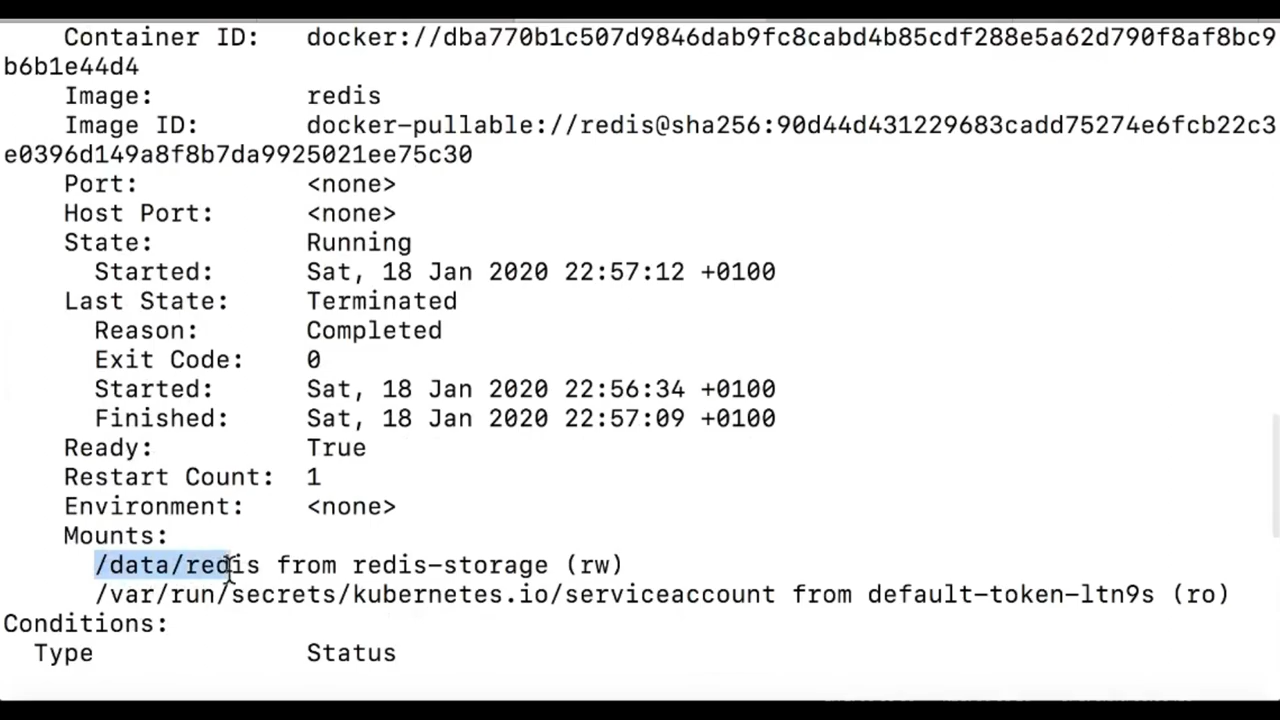 Container ID: docker://dba770b1c507d9846dab9fc8cabd4b85cdf288e5a62d790f8af8bc9
b6b1e44d4
Image: redis
Image ID: docker-pullable://redis@sha256:90d44d431229683cadd75274e6fcb22c3
e0396d149a8f8b7da9925021ee75c30
Port: <none>
Host Port: <none>
State: Running
Started: Sat, 18 Jan 2020 22:57:12 +0100
Last State: Terminated
Reason: Completed
Exit Code: 0
Started: Sat, 18 Jan 2020 22:56:34 +0100
Finished: Sat, 18 Jan 2020 22:57:09 +0100
Ready: True
Restart Count: 1
Environment: <none>
Mounts:
/data/redis from redis-storage (rw)
/var/run/secrets/kubernetes.io/serviceaccount from default-token-ltn9s (ro)
Conditions:
Type Status